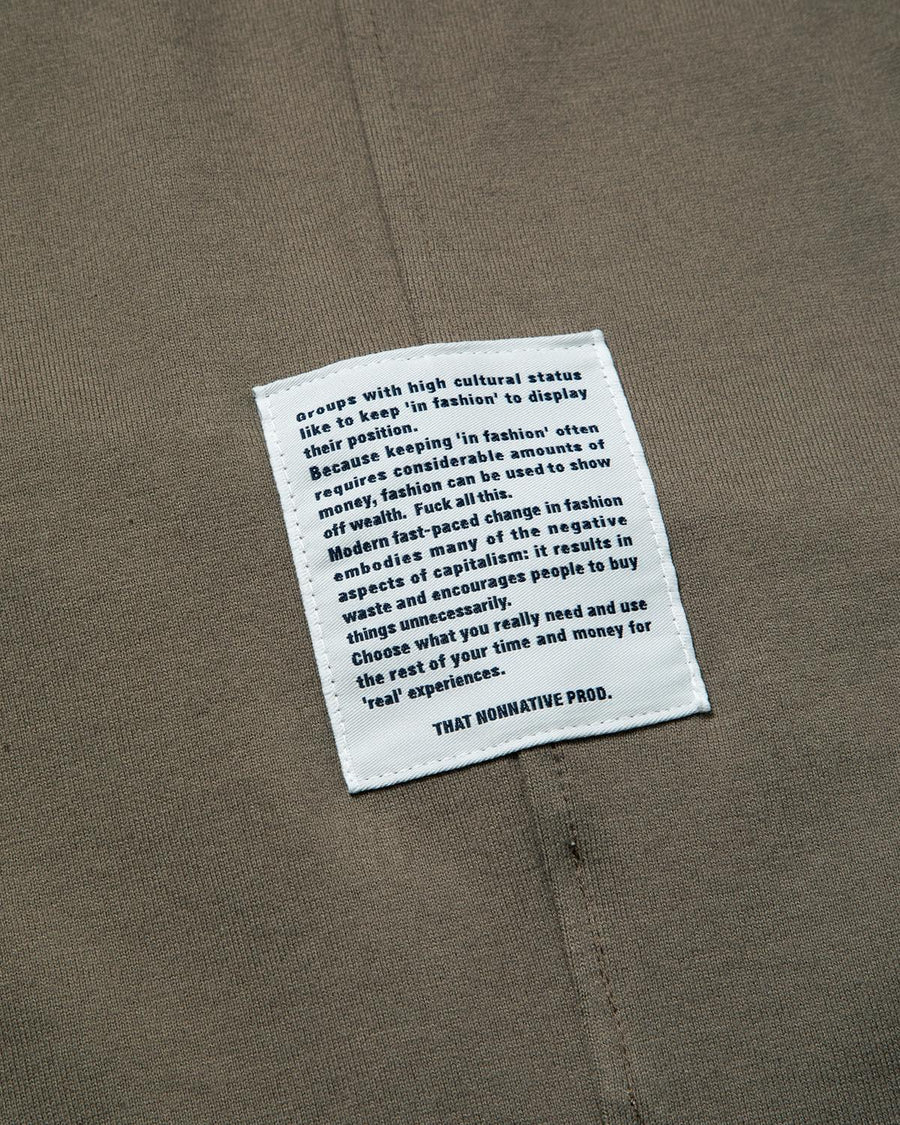 Groups with high cultural status
like to keep 'in fashion' to display
their position.
Because keeping 'in fashion' often
requires considerable amounts of
money, fashion can be used to show
off wealth. Fuck all this.
Modern fast-paced change in fashion
embodies many of the negative
aspects of capitalism: it results in
waste and encourages people to buy
things unnecessarily.
Choose what you really need and use
the rest of your time and money for
'real' experiences.
THAT NONNATIVE PROD.